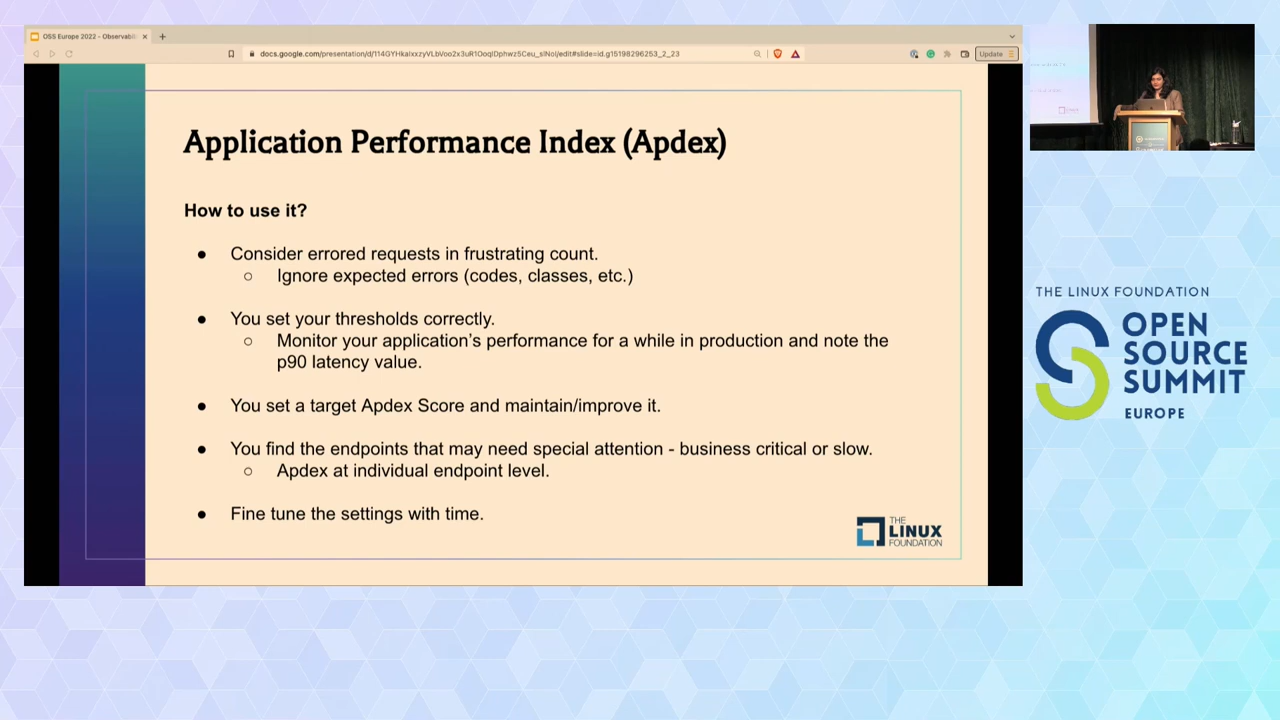 OSS Europe 2022 - Observabi
docs.google.com/presentation/d/114GYHkaIxxzyVLbVoo2x3uR1OoqlDphwz5Ceu_slNoI/edit#slide=id.g15198296253_2_23
Update
Application Performance Index (Apdex)
How to use it?
● Consider errored requests in frustrating count.
○ Ignore expected errors (codes, classes, etc.)
● You set your thresholds correctly.
○ Monitor your application's performance for a while in production and note the
p90 latency value.
● You set a target Apdex Score and maintain/improve it.
● You find the endpoints that may need special attention - business critical or slow.
○ Apdex at individual endpoint level.
● Fine tune the settings with time.
THE
LINUX
FOUNDATION
THE LINUX FOUNDATION
OPEN
SOURCE
SUMMIT
EUROPE